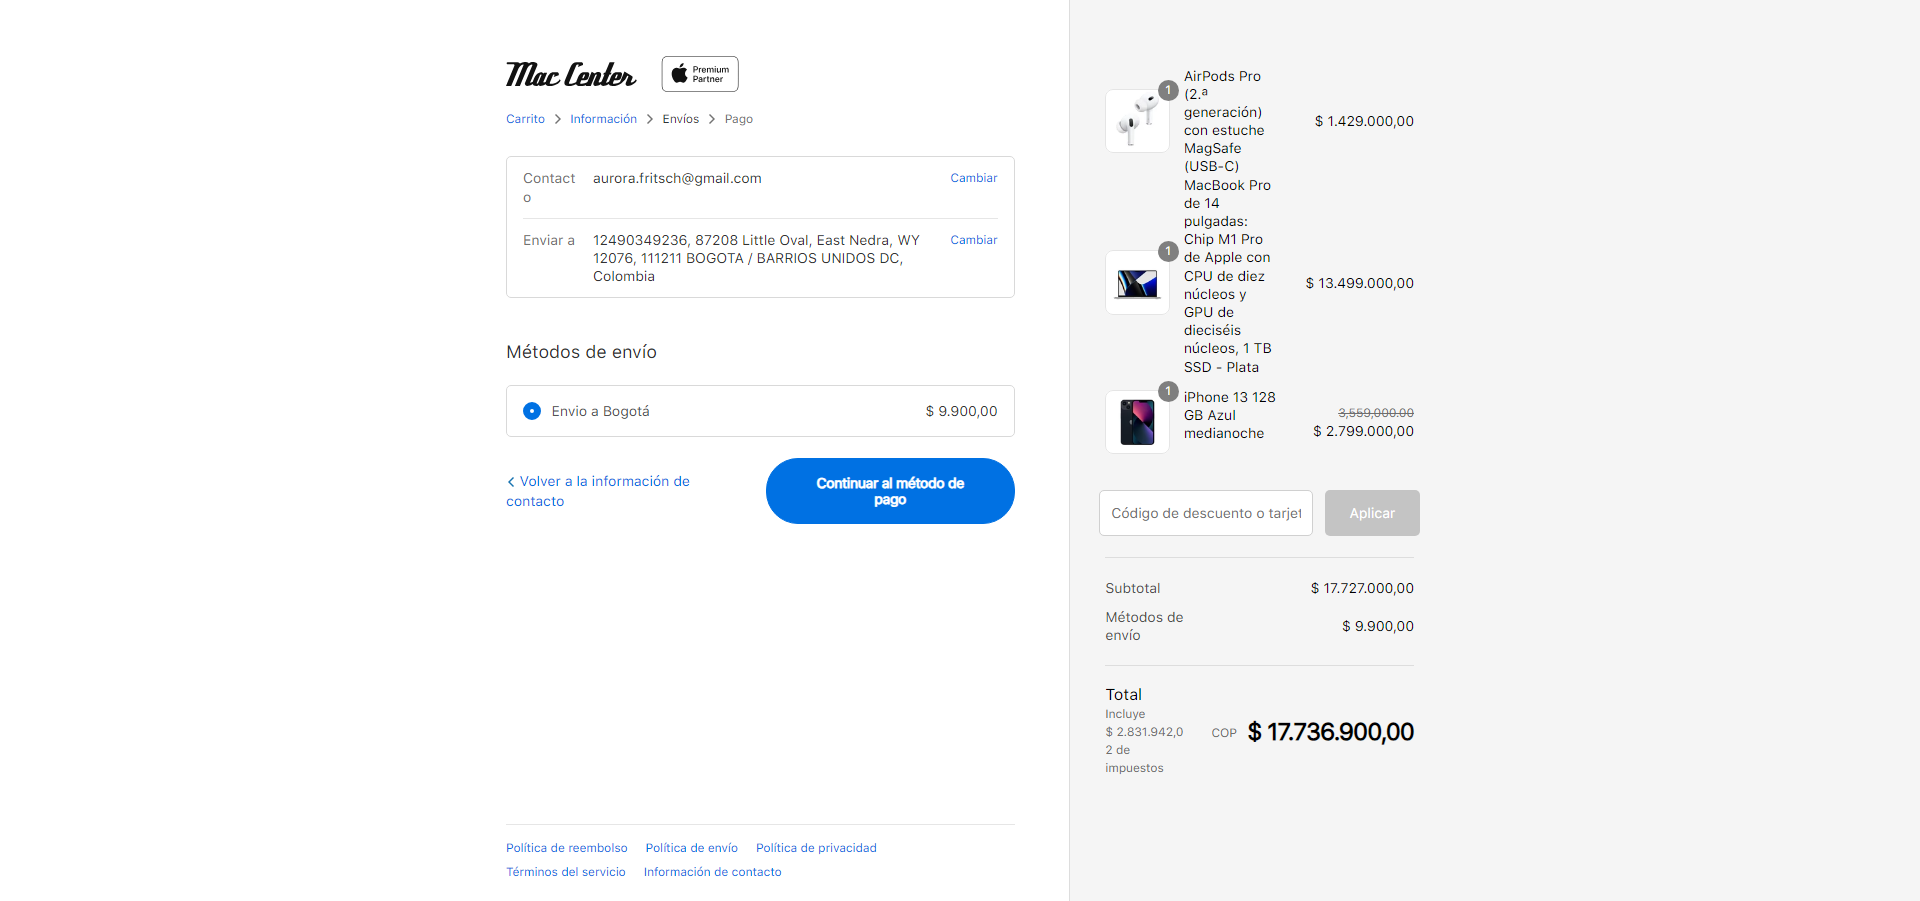 Mac Center
Premium
Partner
Carrito > Información > Envíos > Pago
Contact
o
aurora.fritsch@gmail.com
Cambiar
Enviar a
12490349236, 87208 Little Oval, East Nedra, WY
12076, 111211 BOGOTA / BARRIOS UNIDOS DC,
Colombia
Cambiar
Métodos de envío
Envio a Bogotá
$ 9.900,00
Volver a la información de
contacto
Continuar al método de
pago
Política de reembolso
Política de envío
Política de privacidad
Términos del servicio
Información de contacto
1
AirPods Pro
(2.ª
generación)
con estuche
MagSafe
(USB-C)
$ 1.429.000,00
1
MacBook Pro
de 14
pulgadas:
Chip M1 Pro
de Apple con
CPU de diez
núcleos y
GPU de
dieciséis
núcleos, 1 TB
SSD - Plata
$ 13.499.000,00
1
iPhone 13 128
GB Azul
medianoche
3,559,000.00
$ 2.799.000,00
Código de descuento o tarjet
Aplicar
Subtotal
$ 17.727.000,00
Métodos de
envío
$ 9.900,00
Total
Incluye
$ 2.831.942,0
2 de
impuestos
COP $ 17.736.900,00